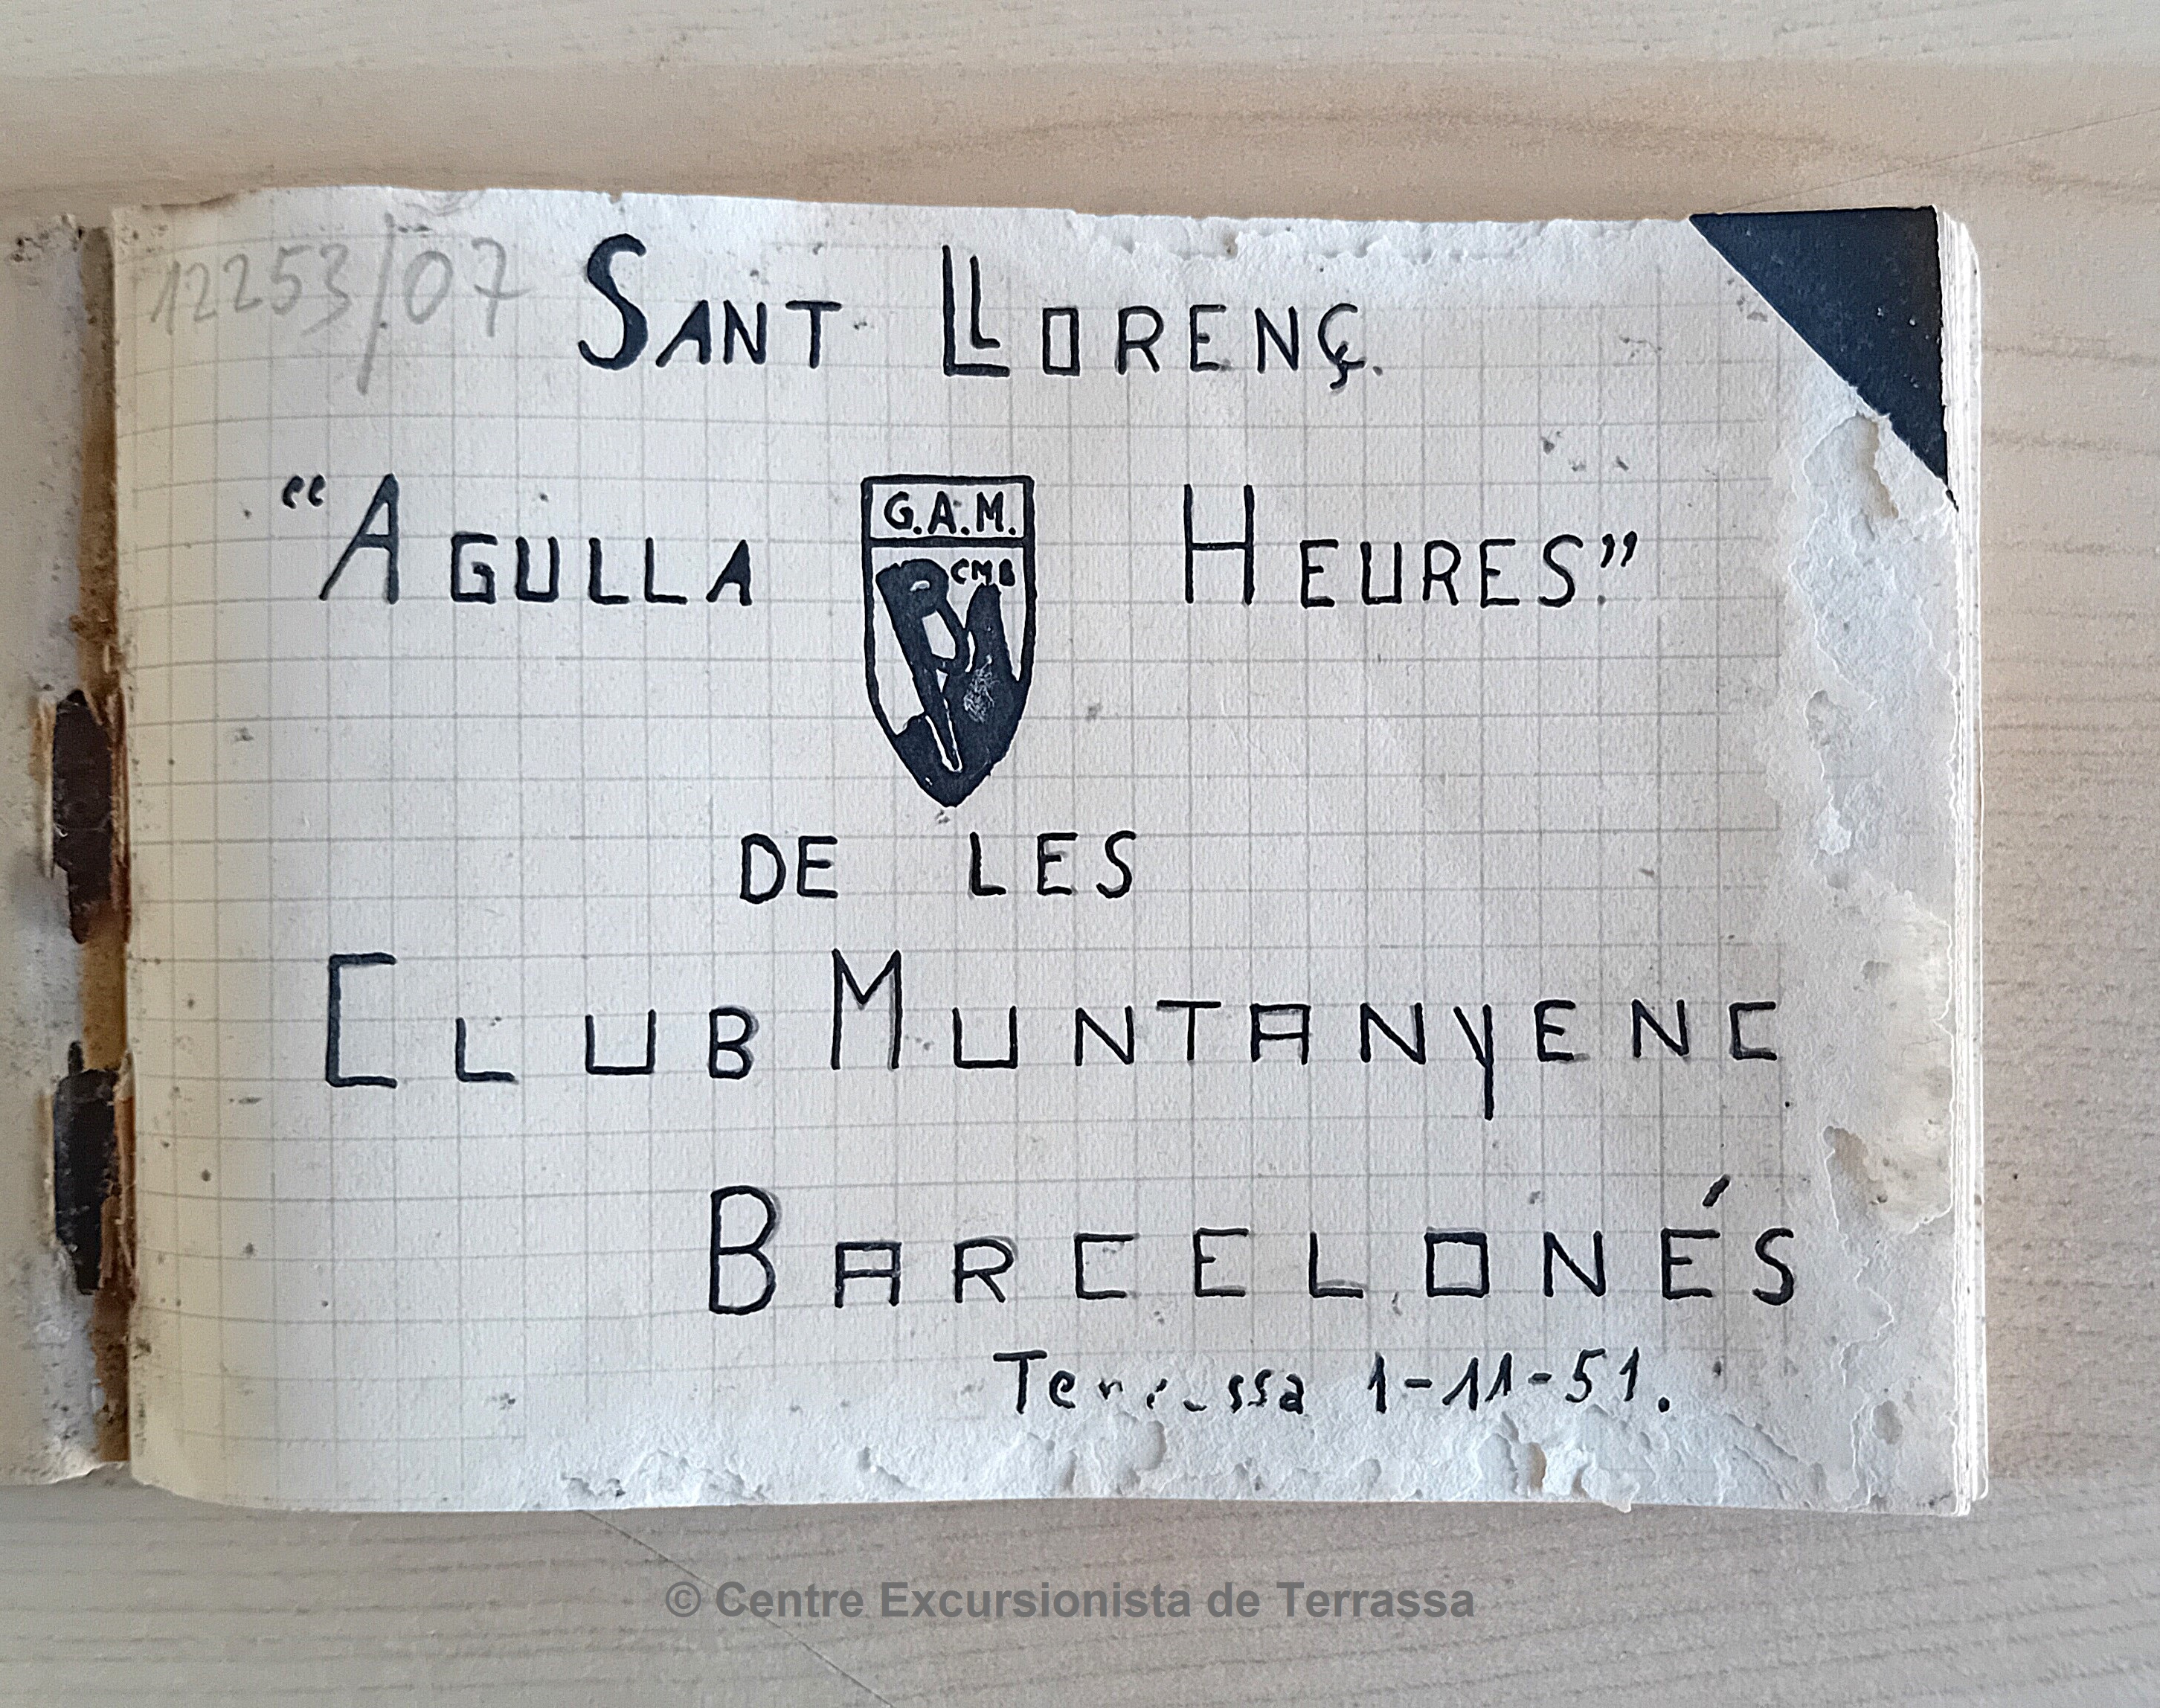 12253/07
SANT LLORENÇ.
“AGULLA HEURES”
G.A.M.
CMB
DE LES
CLUB MUNTANYENC
BARCELONÉS
Terrassa 1-11-51.
© Centre Excursionista de Terrassa